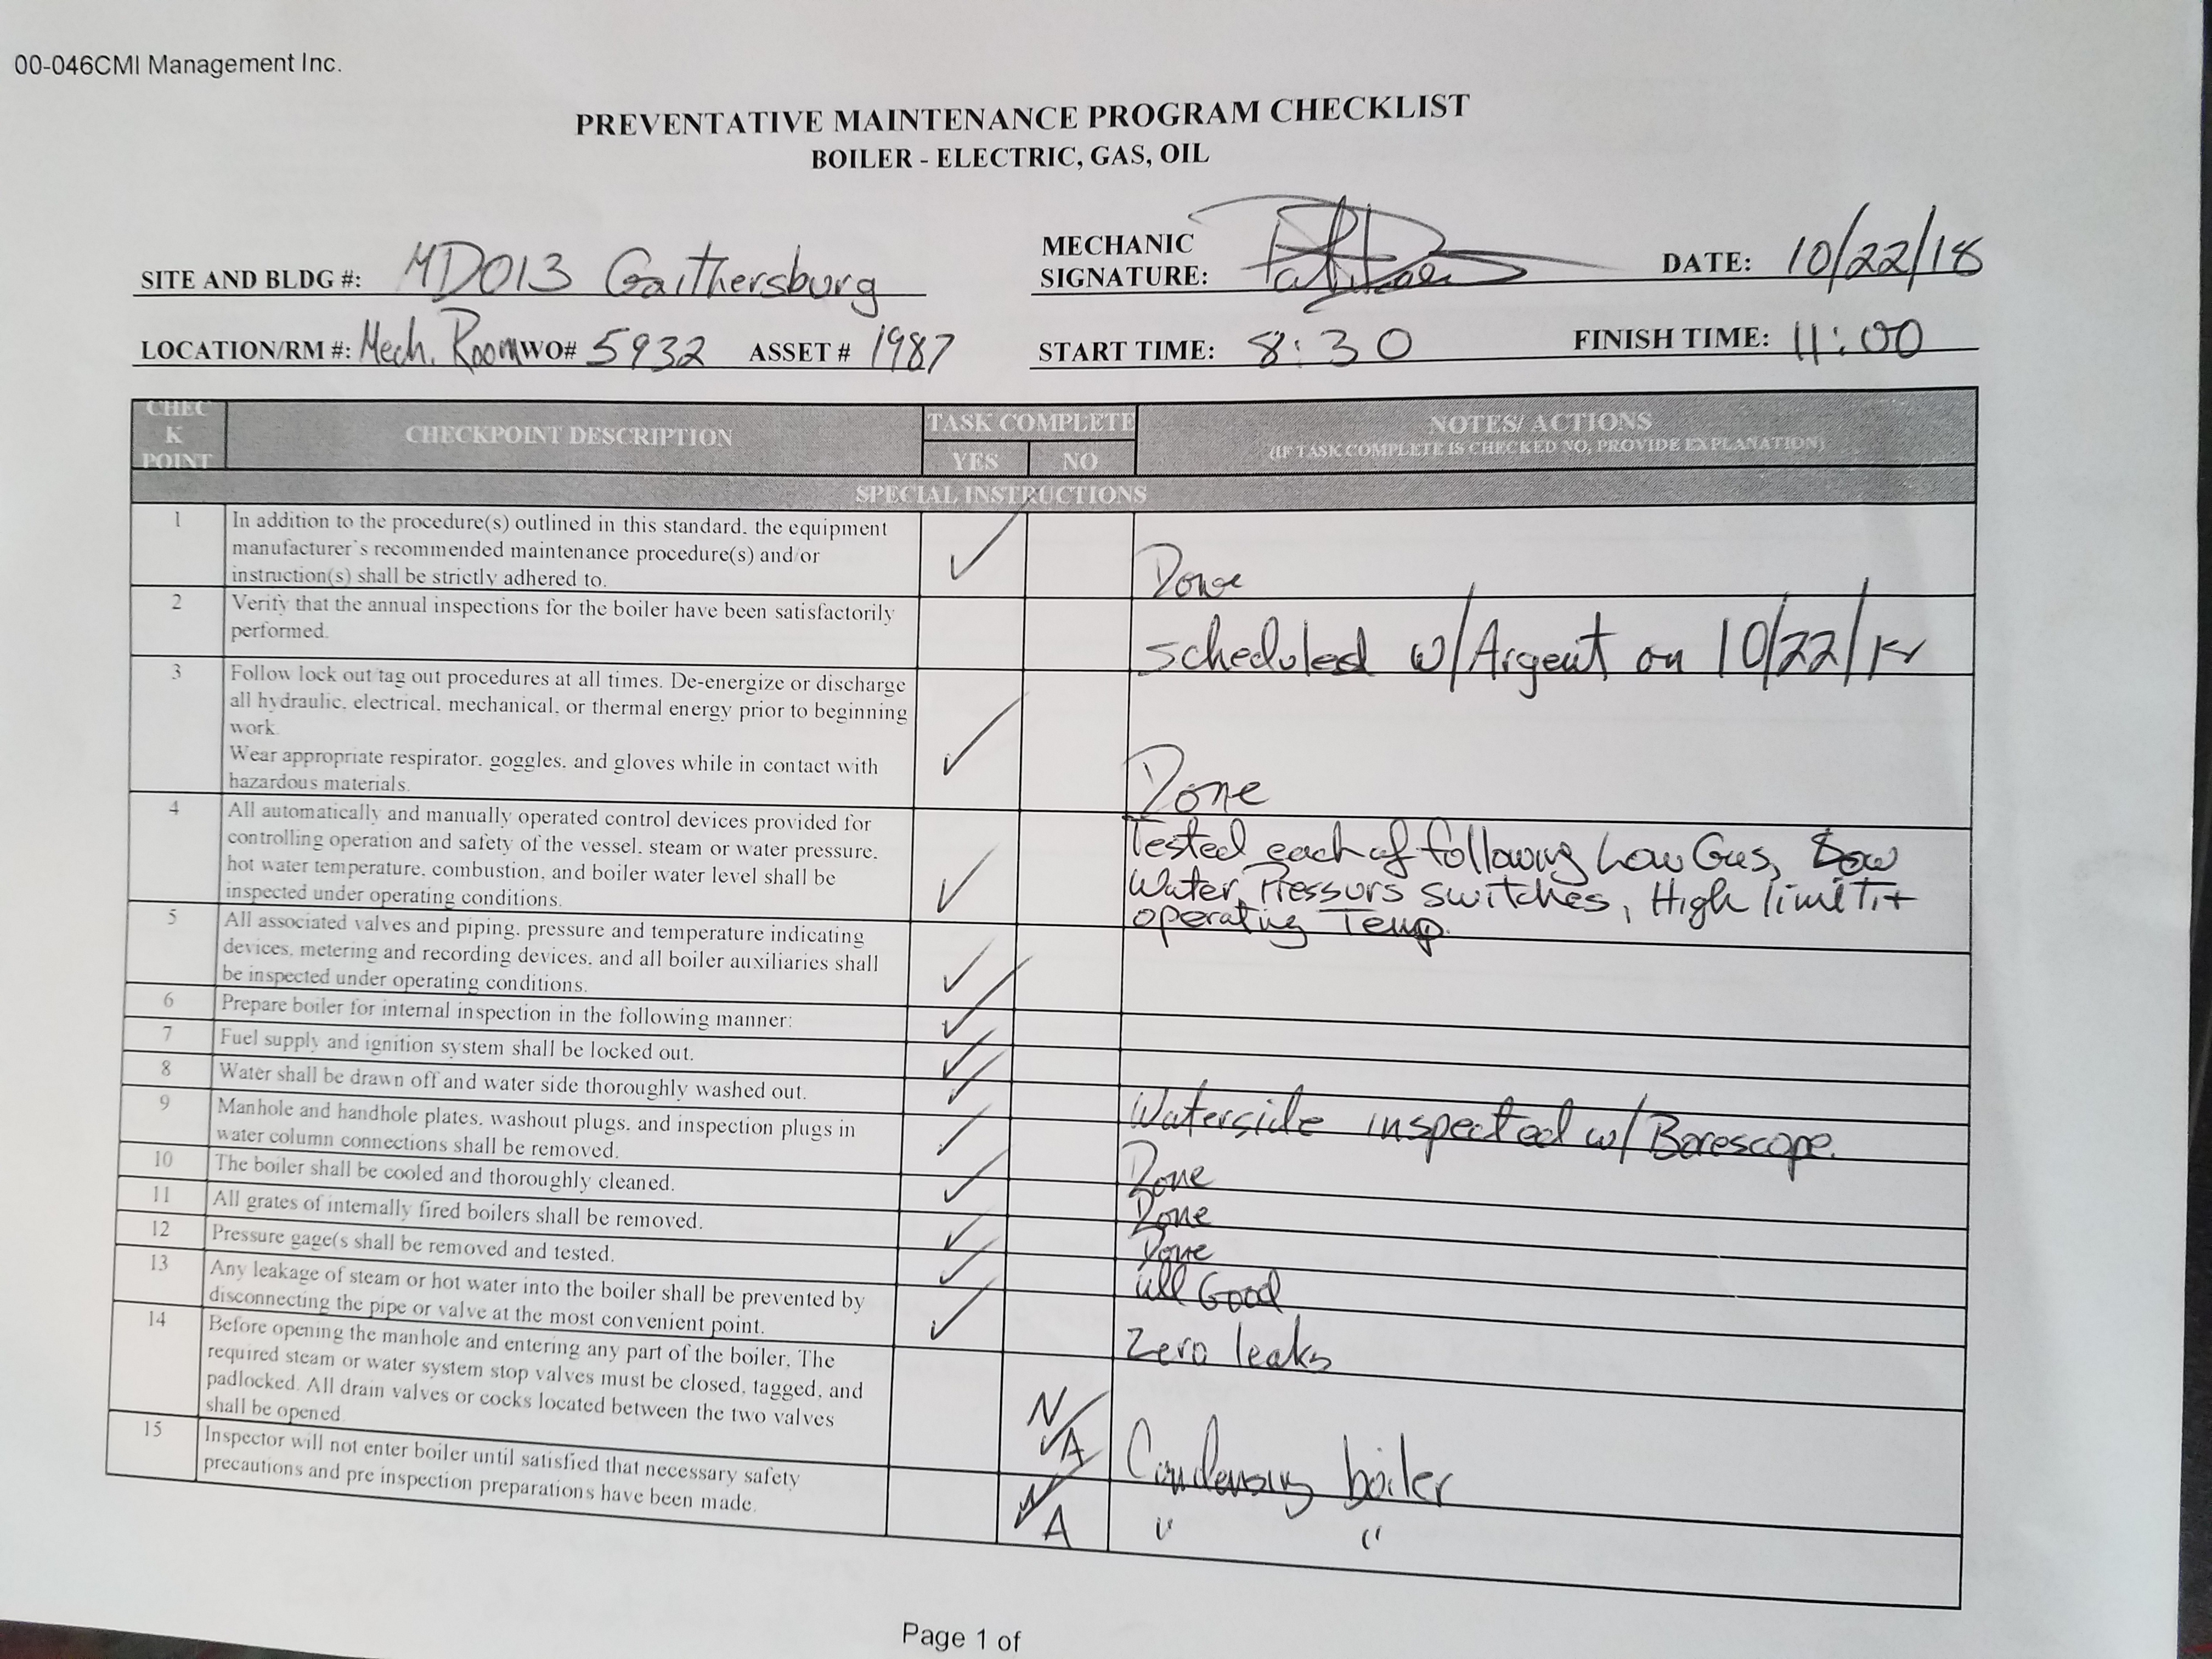 00-046CMI Management Inc.
PREVENTATIVE MAINTENANCE PROGRAM CHECKLIST
BOILER - ELECTRIC, GAS, OIL
SITE AND BLDG #: MD013 Gaithersburg
MECHANIC
SIGNATURE:
DATE: 10/22/18
LOCATION/RM #: Mech. Room WO# 5932 ASSET # 1987
START TIME: 8:30
FINISH TIME: 11:00
CHEC
K
POINT
CHECKPOINT DESCRIPTION
TASK COMPLETE
YES NO
NOTES/ ACTIONS
(IF TASK COMPLETE IS CHECKED NO, PROVIDE EXPLANATION)
SPECIAL INSTRUCTIONS
1
In addition to the procedure(s) outlined in this standard, the equipment
manufacturer's recommended maintenance procedure(s) and/or
instruction(s) shall be strictly adhered to.
Done
2
Verify that the annual inspections for the boiler have been satisfactorily
performed.
scheduled w/Argent on 10/22/18
3
Follow lock out tag out procedures at all times. De-energize or discharge
all hydraulic, electrical, mechanical, or thermal energy prior to beginning
work.
Wear appropriate respirator, goggles, and gloves while in contact with
hazardous materials.
Done
4
All automatically and manually operated control devices provided for
controlling operation and safety of the vessel, steam or water pressure,
hot water temperature, combustion, and boiler water level shall be
inspected under operating conditions.
Tested each of following Low Gas, Low
Water, Pressurs switches, High limit +
operating Temp.
5
All associated valves and piping, pressure and temperature indicating
devices, metering and recording devices, and all boiler auxiliaries shall
be inspected under operating conditions.
6
Prepare boiler for internal inspection in the following manner:
7
Fuel supply and ignition system shall be locked out.
8
Water shall be drawn off and water side thoroughly washed out.
9
Manhole and handhole plates, washout plugs, and inspection plugs in
water column connections shall be removed.
Waterside inspected w/ Borescope.
10
The boiler shall be cooled and thoroughly cleaned.
Done
11
All grates of internally fired boilers shall be removed.
Done
12
Pressure gage(s shall be removed and tested.
Done
13
Any leakage of steam or hot water into the boiler shall be prevented by
disconnecting the pipe or valve at the most convenient point.
all Good
Zero leaks
14
Before opening the manhole and entering any part of the boiler, The
required steam or water system stop valves must be closed, tagged, and
padlocked. All drain valves or cocks located between the two valves
shall be opened.
N/A
Condensing boiler
15
Inspector will not enter boiler until satisfied that necessary safety
precautions and pre inspection preparations have been made.
N/A
" "
Page 1 of